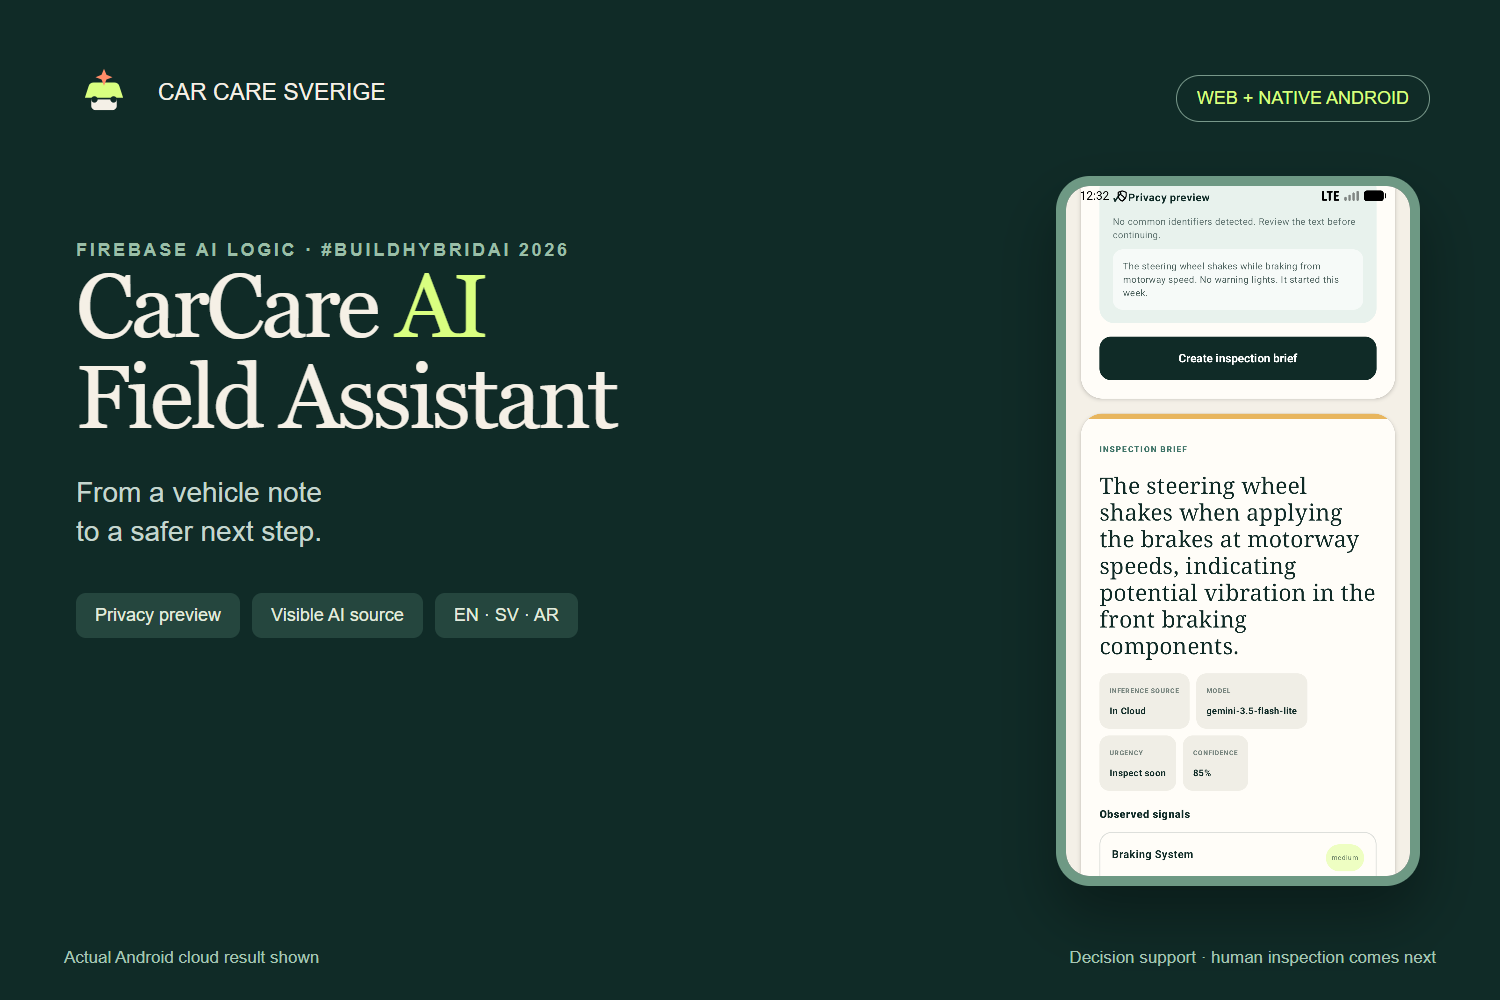 CAR CARE SVERIGE
WEB + NATIVE ANDROID
FIREBASE AI LOGIC · #BUILDHYBRIDAI 2026
CarCare AI
Field Assistant
From a vehicle note
to a safer next step.
Privacy preview
Visible AI source
EN · SV · AR
12:32
LTE
Privacy preview
No common identifiers detected. Review the text before
continuing.
The steering wheel shakes while braking from
motorway speed. No warning lights. It started this
week.
Create inspection brief
INSPECTION BRIEF
The steering wheel
shakes when applying
the brakes at motorway
speeds, indicating
potential vibration in the
front braking
components.
INFERENCE SOURCE
In Cloud
MODEL
gemini-3.5-flash-lite
URGENCY
Inspect soon
CONFIDENCE
85%
Observed signals
Braking System
medium
Actual Android cloud result shown
Decision support · human inspection comes next